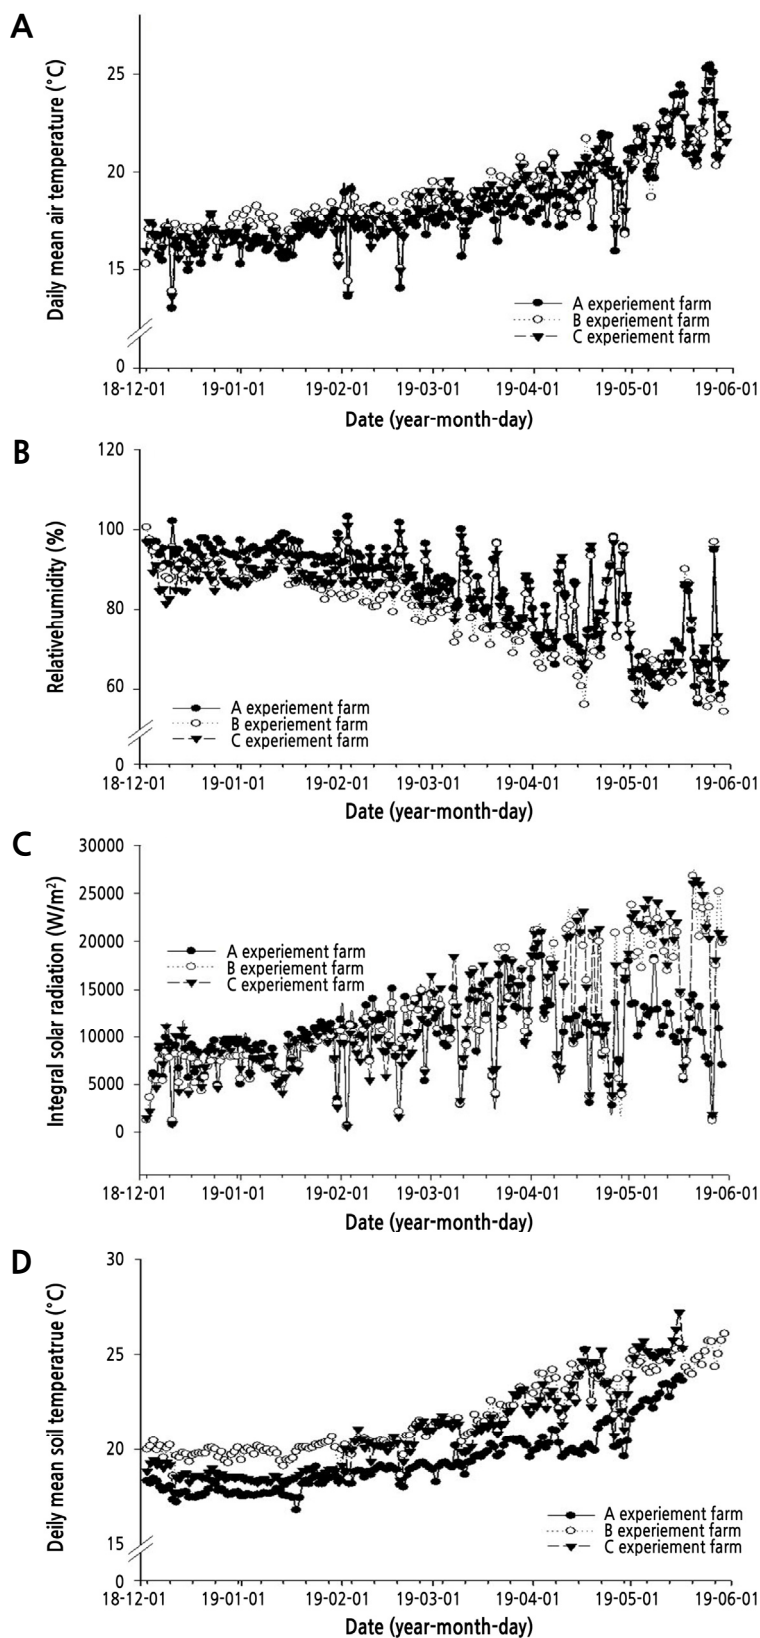 A
Daily mean air temperature (°C)
25
20
15
0
A experiement farm
B experiement farm
C experiement farm
18-12-01 19-01-01 19-02-01 19-03-01 19-04-01 19-05-01 19-06-01
Date (year-month-day)
B
Relativehumidity (%)
120
100
80
60
0
A experiement farm
B experiement farm
C experiement farm
18-12-01 19-01-01 19-02-01 19-03-01 19-04-01 19-05-01 19-06-01
Date (year-month-day)
C
Integral solar radiation (W/m²)
30000
25000
20000
15000
10000
5000
0
A experiement farm
B experiement farm
C experiement farm
18-12-01 19-01-01 19-02-01 19-03-01 19-04-01 19-05-01 19-06-01
Date (year-month-day)
D
Deily mean soil temperatrue (°C)
30
25
20
15
0
A experiement farm
B experiement farm
C experiement farm
18-12-01 19-01-01 19-02-01 19-03-01 19-04-01 19-05-01 19-06-01
Date (year-month-day)